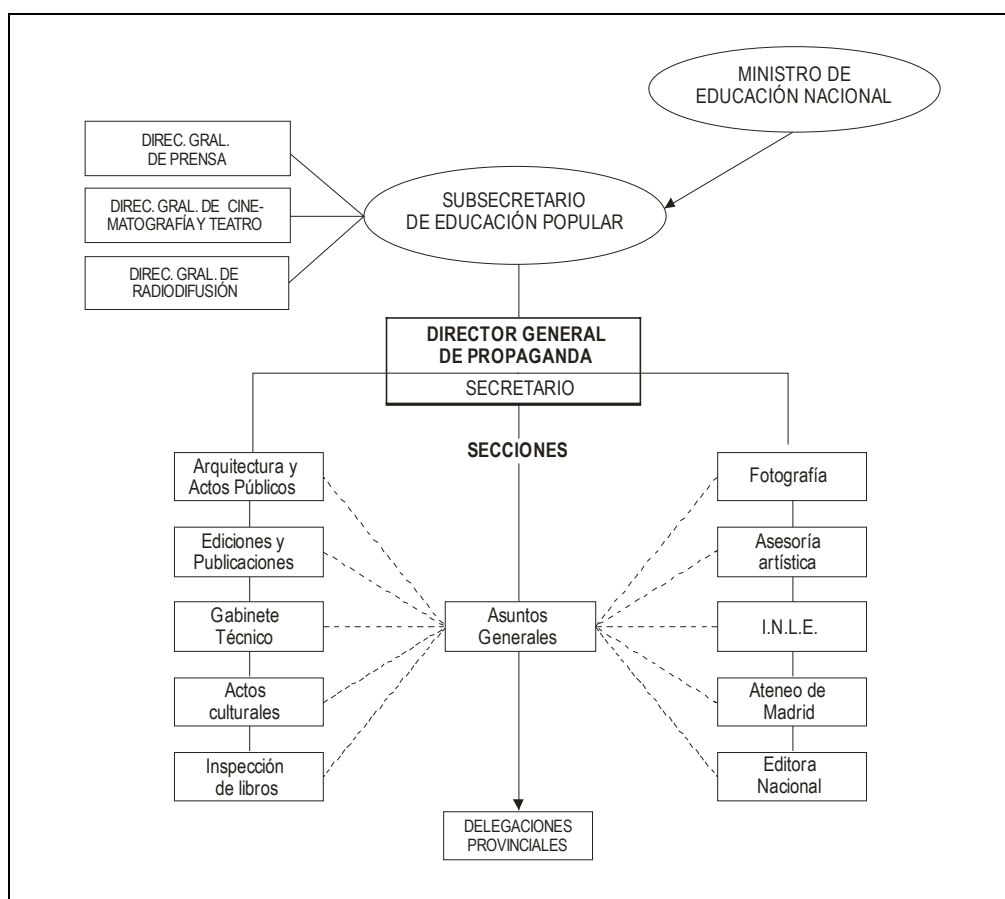 MINISTRO DE
EDUCACIÓN NACIONAL
DIREC. GRAL.
DE PRENSA
DIREC. GRAL. DE CINE-
MATOGRAFÍA Y TEATRO
DIREC. GRAL. DE
RADIODIFUSIÓN
SUBSECRETARIO
DE EDUCACIÓN POPULAR
DIRECTOR GENERAL
DE PROPAGANDA
SECRETARIO
SECCIONES
Arquitectura y
Actos Públicos
Ediciones y
Publicaciones
Gabinete
Técnico
Actos
culturales
Inspección
de libros
Asuntos
Generales
Fotografía
Asesoría
artística
I.N.L.E.
Ateneo de
Madrid
Editora
Nacional
DELEGACIONES
PROVINCIALES